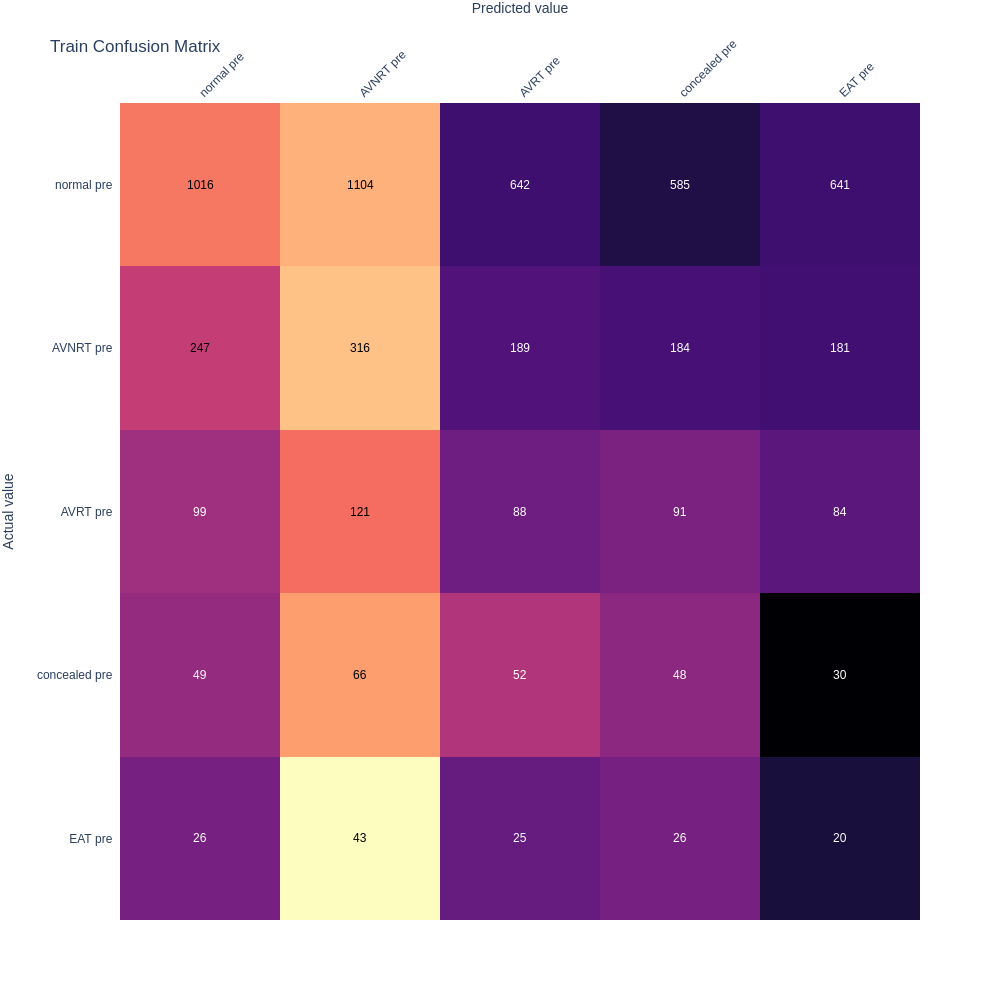 Predicted value
Train Confusion Matrix
normal pre
AVNRT pre
AVRT pre
concealed pre
EAT pre
normal pre 1016 1104 642 585 641
AVNRT pre 247 316 189 184 181
AVRT pre 99 121 88 91 84
concealed pre 49 66 52 48 30
EAT pre 26 43 25 26 20
Actual value